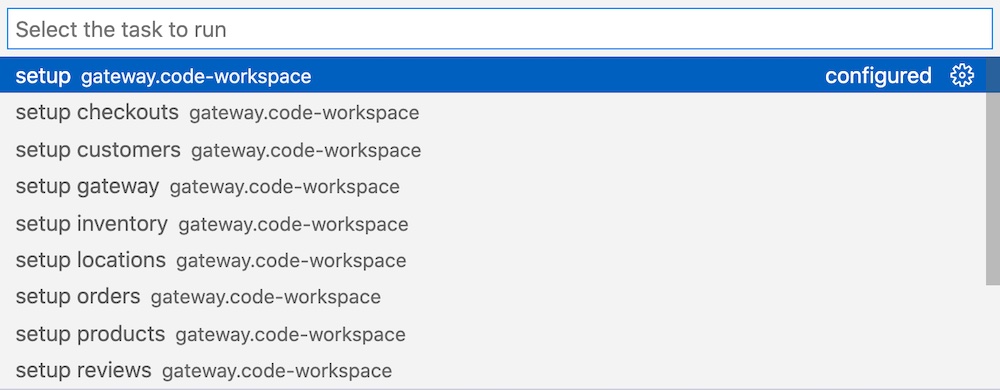 Select the task to run
setup gateway.code-workspace configured
setup checkouts gateway.code-workspace
setup customers gateway.code-workspace
setup gateway gateway.code-workspace
setup inventory gateway.code-workspace
setup locations gateway.code-workspace
setup orders gateway.code-workspace
setup products gateway.code-workspace
setup reviews gateway.code-workspace